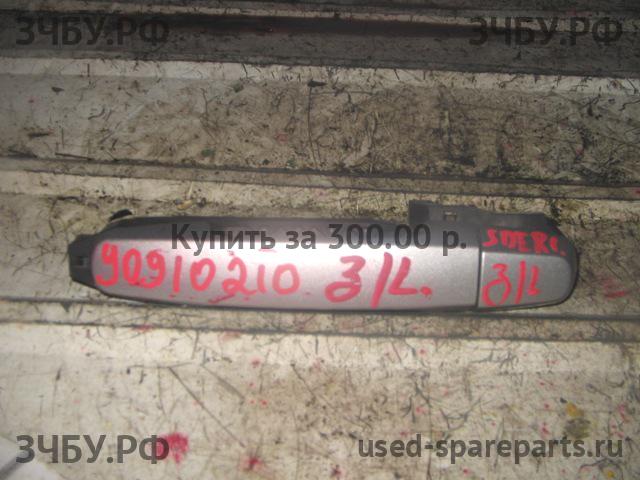 ЗЧБУ.РФ ЗЧБУ.РФ
Купить за 300.00 р.
90910210 З/L.
З/L
ЗЧБУ.РФ used-spareparts.ru